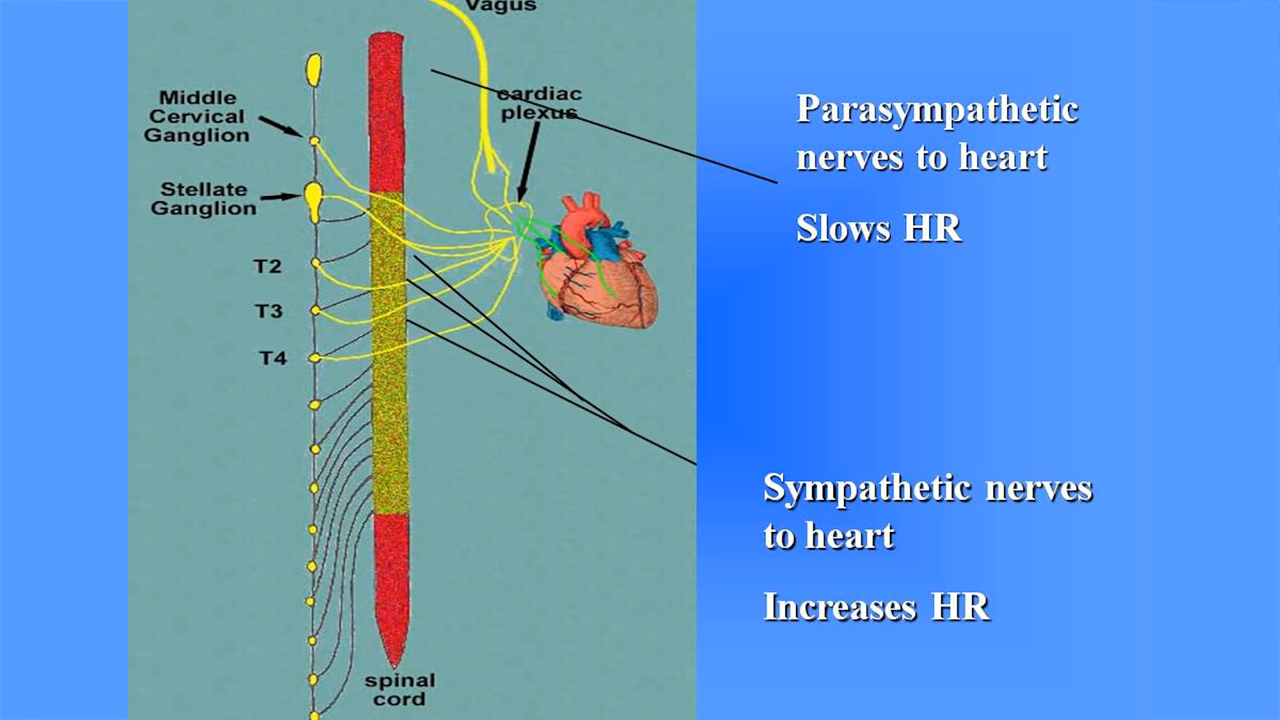 Vagus
Middle
Cervical
Ganglion
cardiac
plexus
Stellate
Ganglion
T2
T3
T4
spinal
cord
Parasympathetic
nerves to heart
Slows HR
Sympathetic nerves
to heart
Increases HR